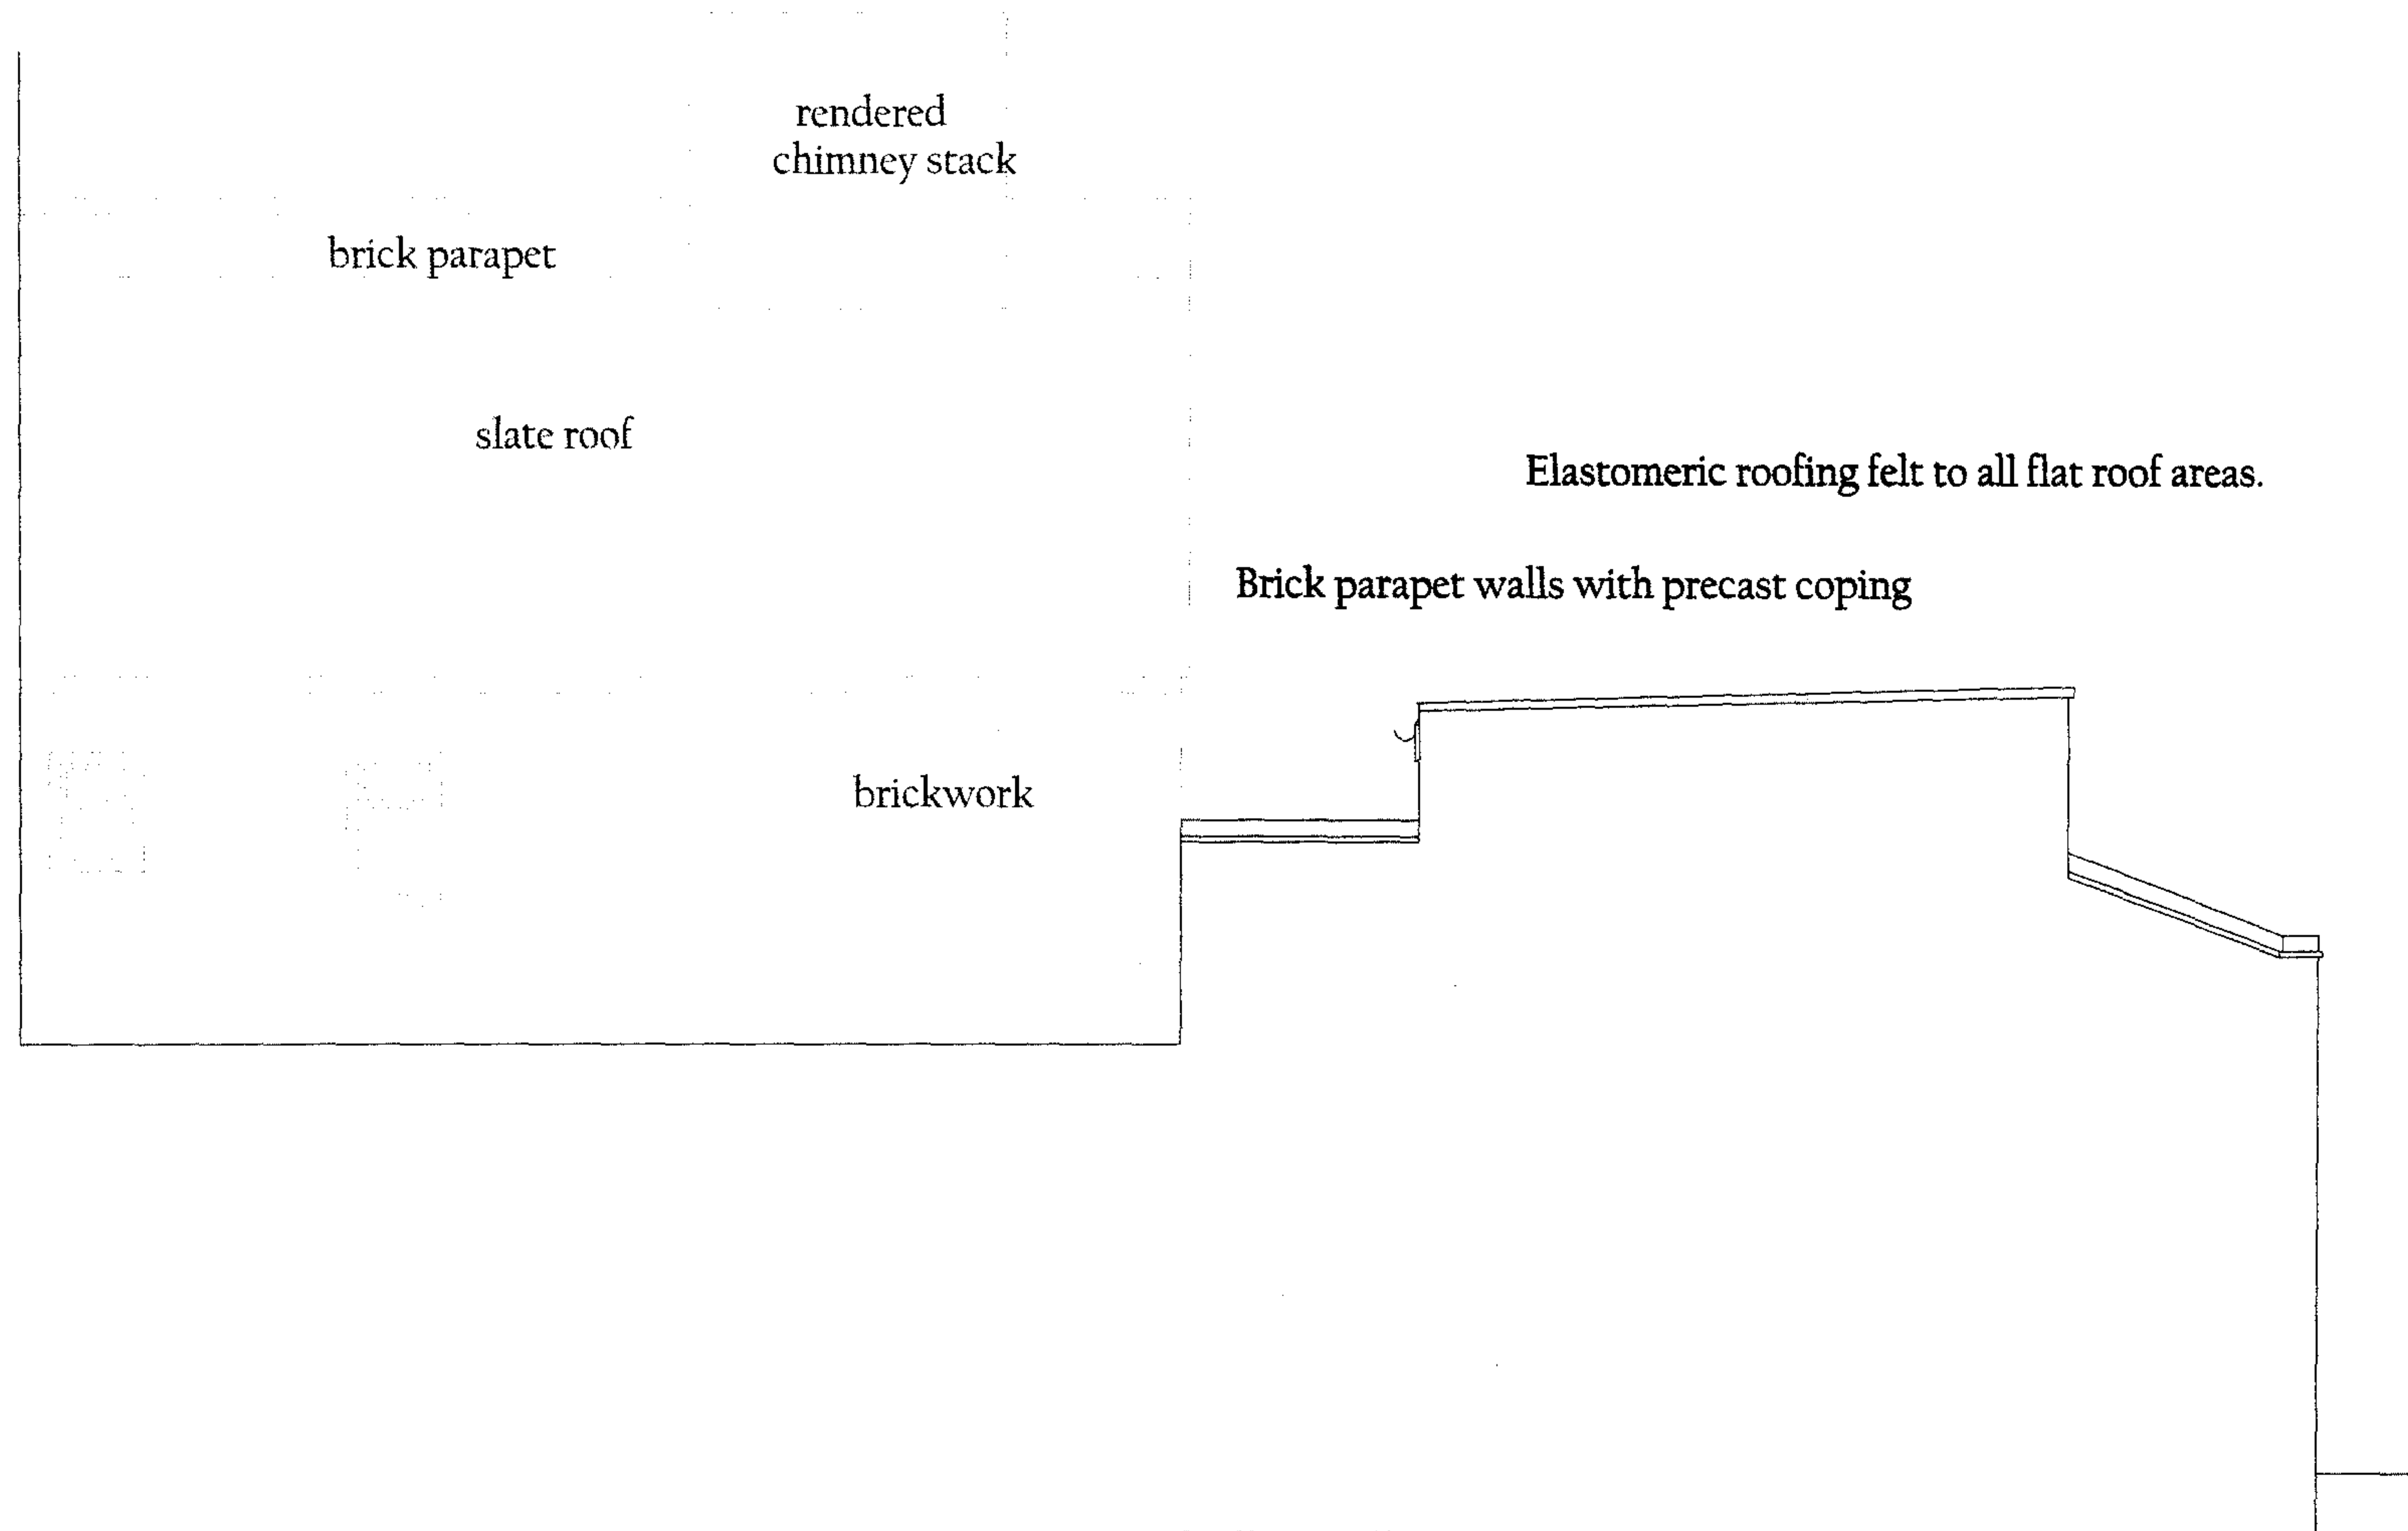 rendered
chimney stack
brick parapet
slate roof
Elastomeric roofing felt to all flat roof areas.
Brick parapet walls with precast coping
brickwork